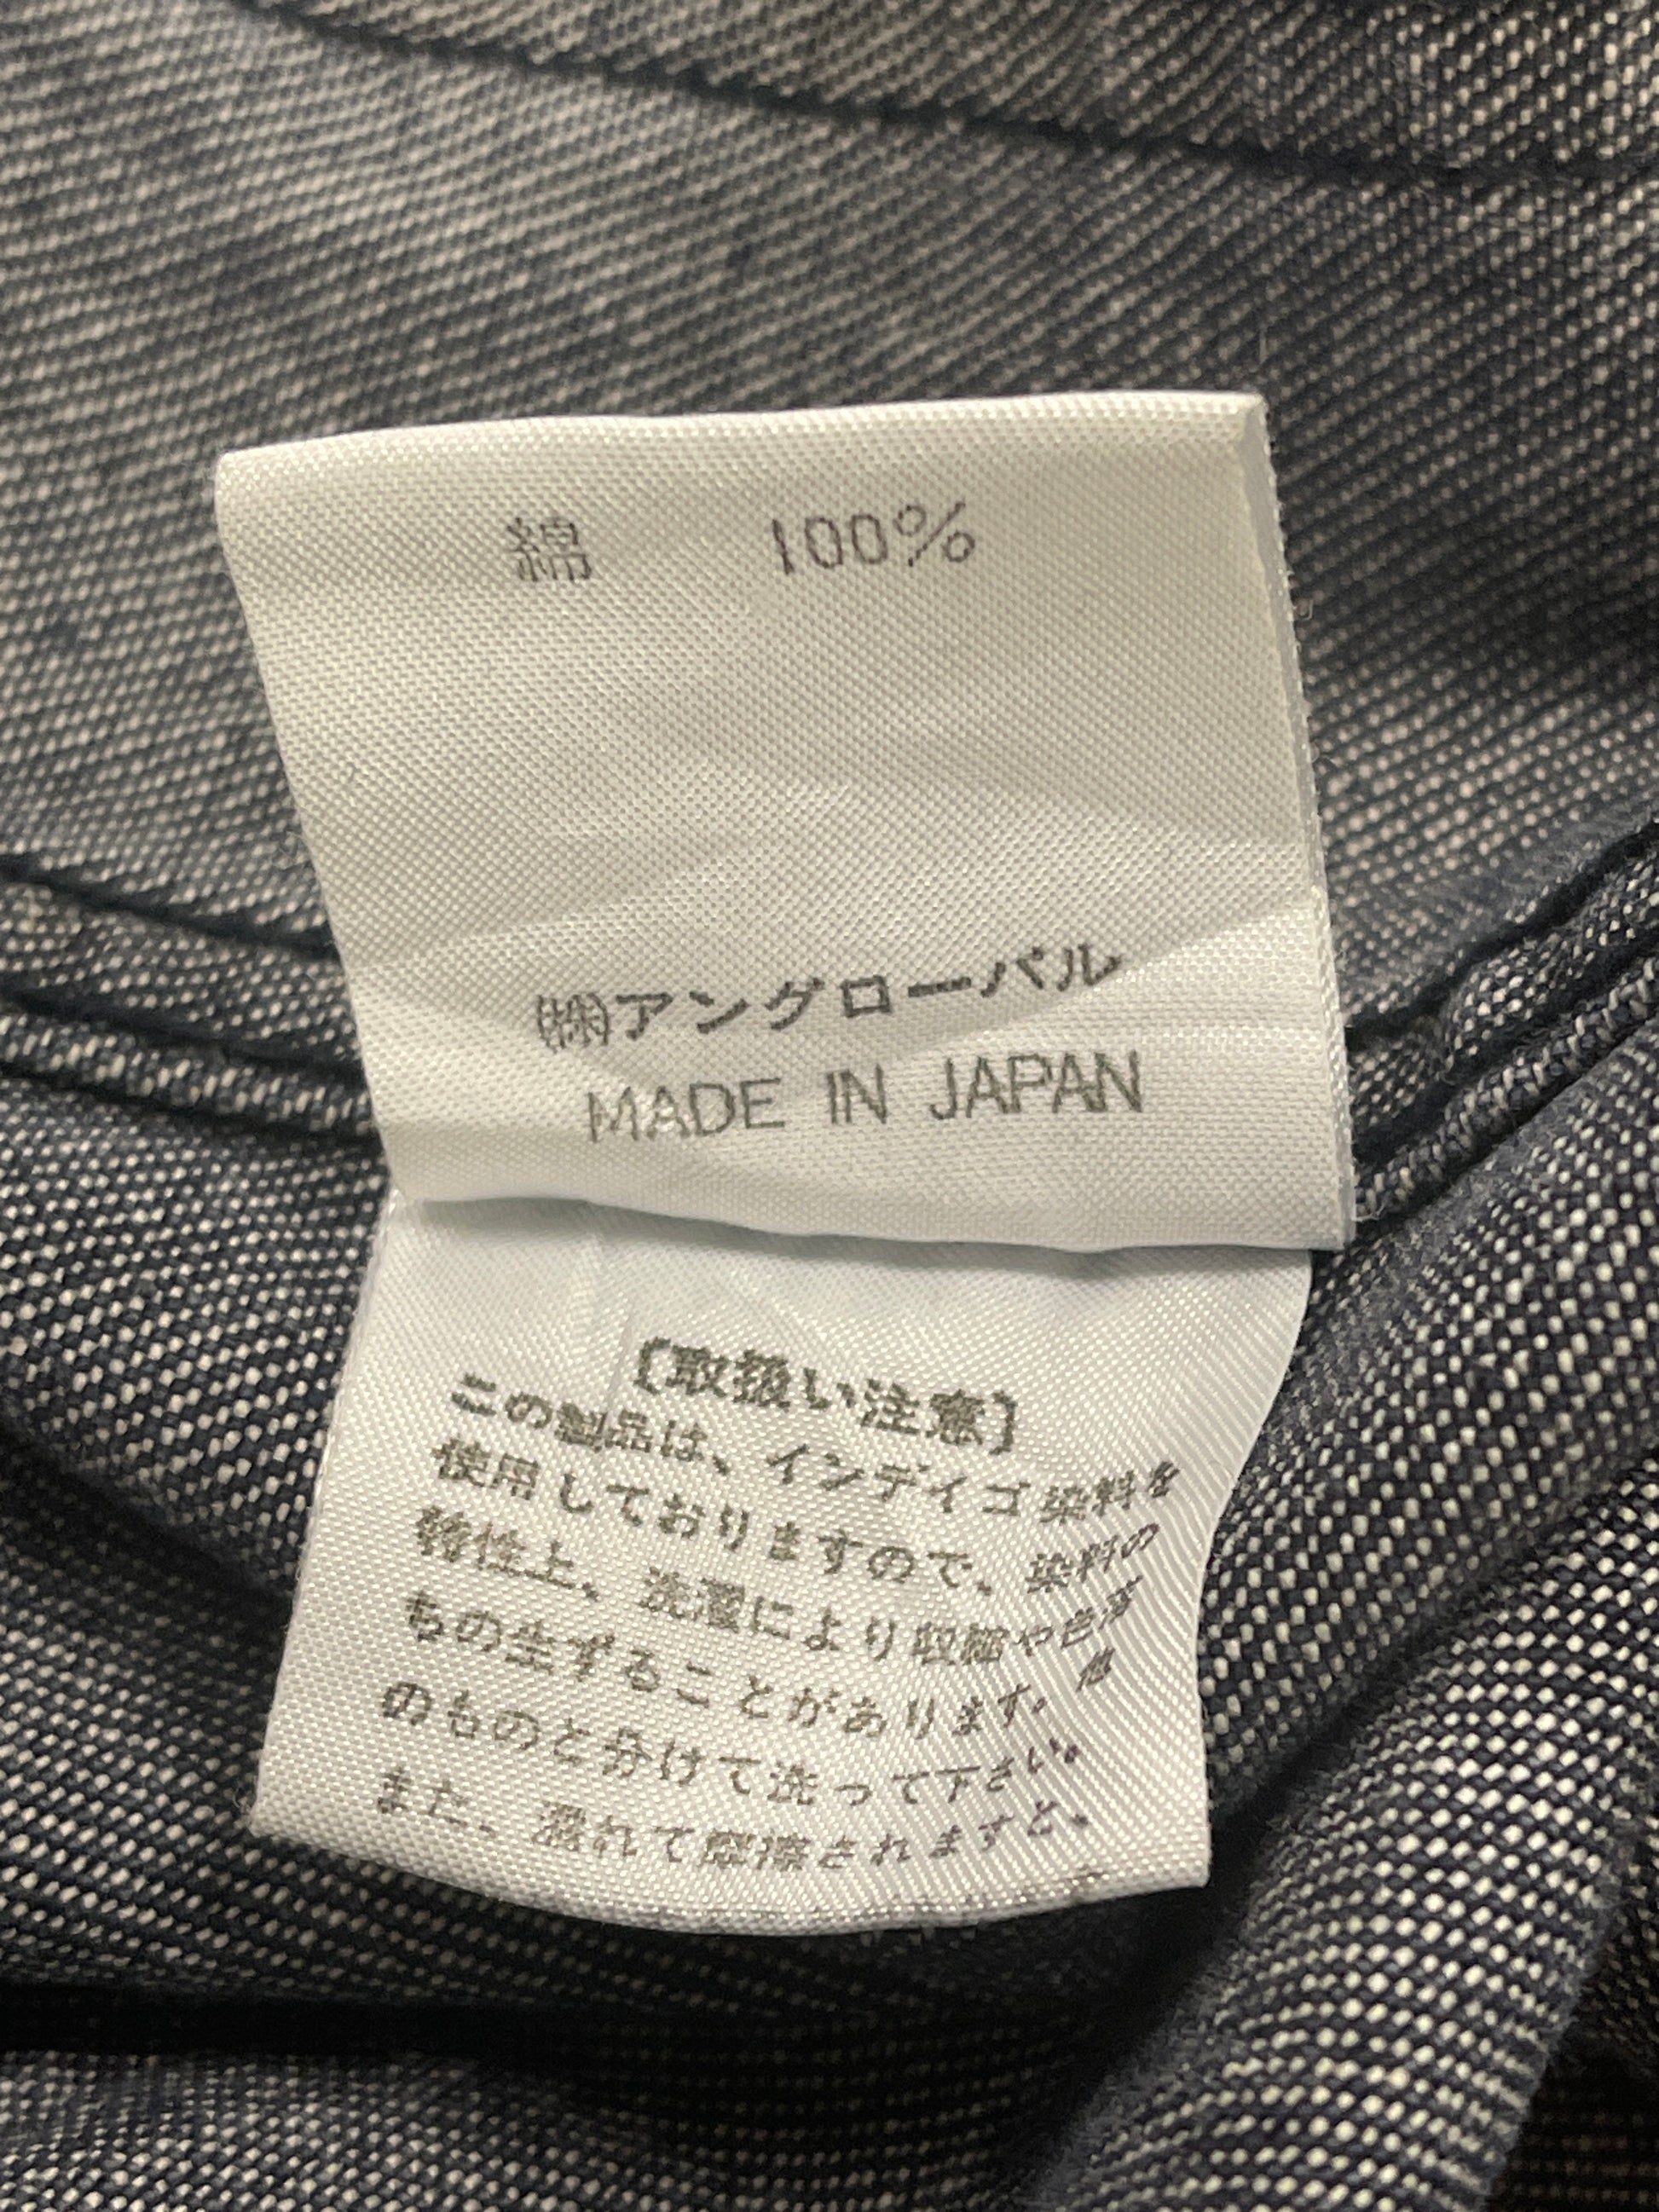 綿 100%
㈱アングローバル
MADE IN JAPAN
〔取扱い注意〕
この製品は、インデイゴ染料を
使用しておりますので、染料の
特性上、洗濯により収縮や色落
ちの生ずることがあります。他
のものと分けて洗って下さい。
また、濡れて摩擦されますと、